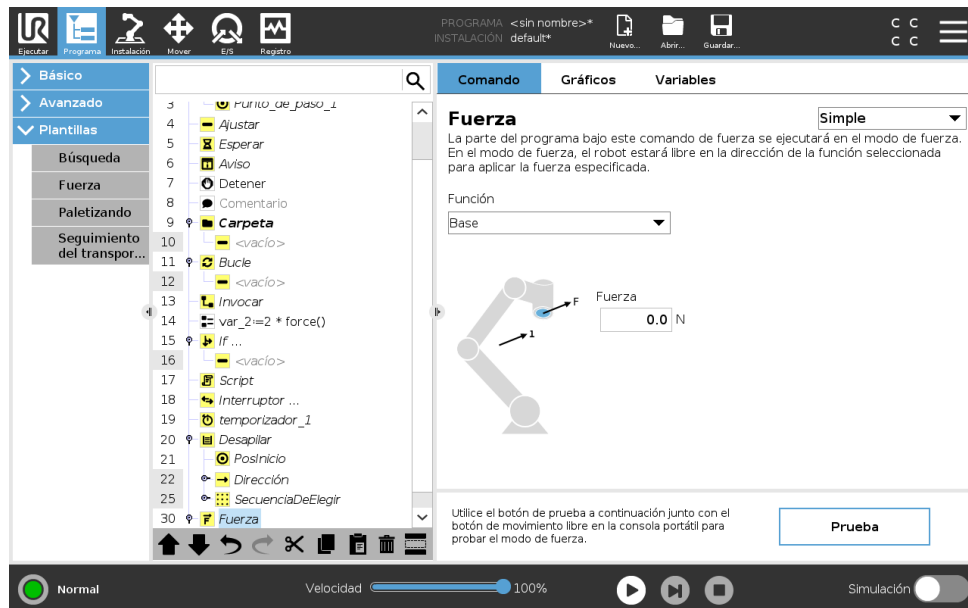 UR
Ejecutar
Programa
Instalación
Mover
E/S
Registro
PROGRAMA <sin nombre>*
INSTALACIÓN default*
Nuevo...
Abrir...
Guardar...
C C
C C
Básico
Avanzado
Plantillas
Búsqueda
Fuerza
Paletizando
Seguimiento
del transpor...
3 Punto_de_paso_1
4 Ajustar
5 Esperar
6 Aviso
7 Detener
8 Comentario
9 Carpeta
10 <vacío>
11 Bucle
12 <vacío>
13 Invocar
14 var_2:=2 * force()
15 If ...
16 <vacío>
17 Script
18 Interruptor ...
19 temporizador_1
20 Desapilar
21 PosInicio
22 Dirección
25 SecuenciaDeElegir
30 Fuerza
Comando Gráficos Variables
Fuerza
Simple
La parte del programa bajo este comando de fuerza se ejecutará en el modo de fuerza.
En el modo de fuerza, el robot estará libre en la dirección de la función seleccionada
para aplicar la fuerza especificada.
Función
Base
F
1
Fuerza
0.0 N
Utilice el botón de prueba a continuación junto con el
botón de movimiento libre en la consola portátil para
probar el modo de fuerza.
Prueba
Normal
Velocidad 100%
Simulación